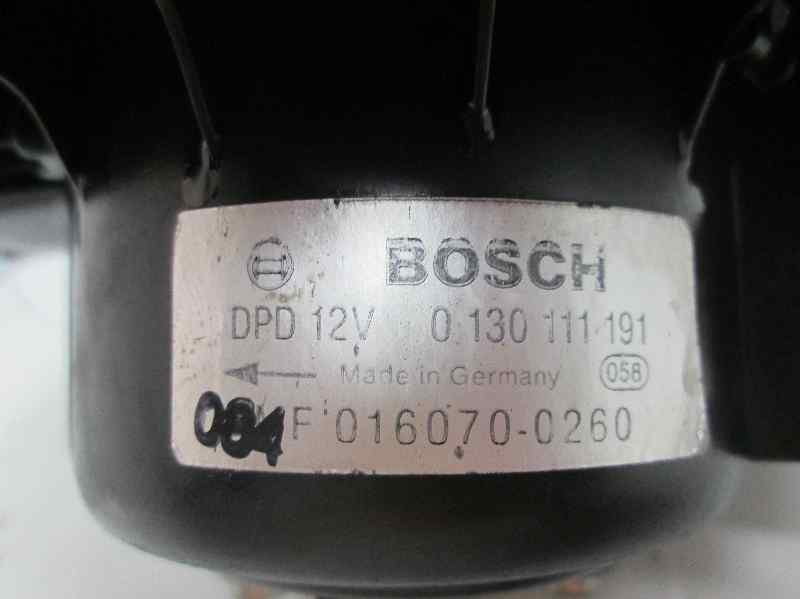 BOSCH
DPD 12V 0 130 111 191
Made in Germany 058
084 F 016070-0260